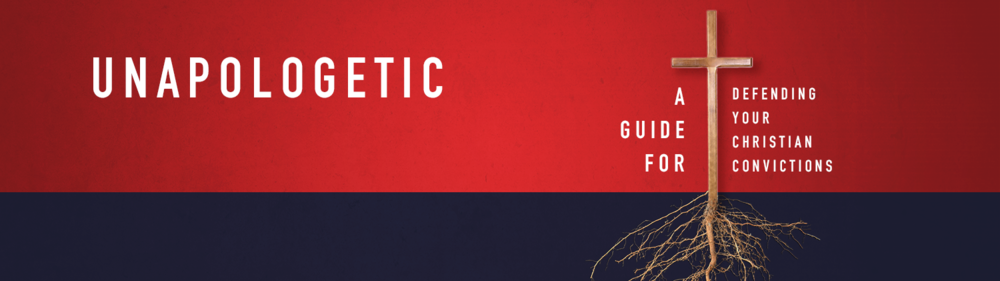 UNAPOLOGETIC
A
GUIDE
FOR
DEFENDING
YOUR
CHRISTIAN
CONVICTIONS